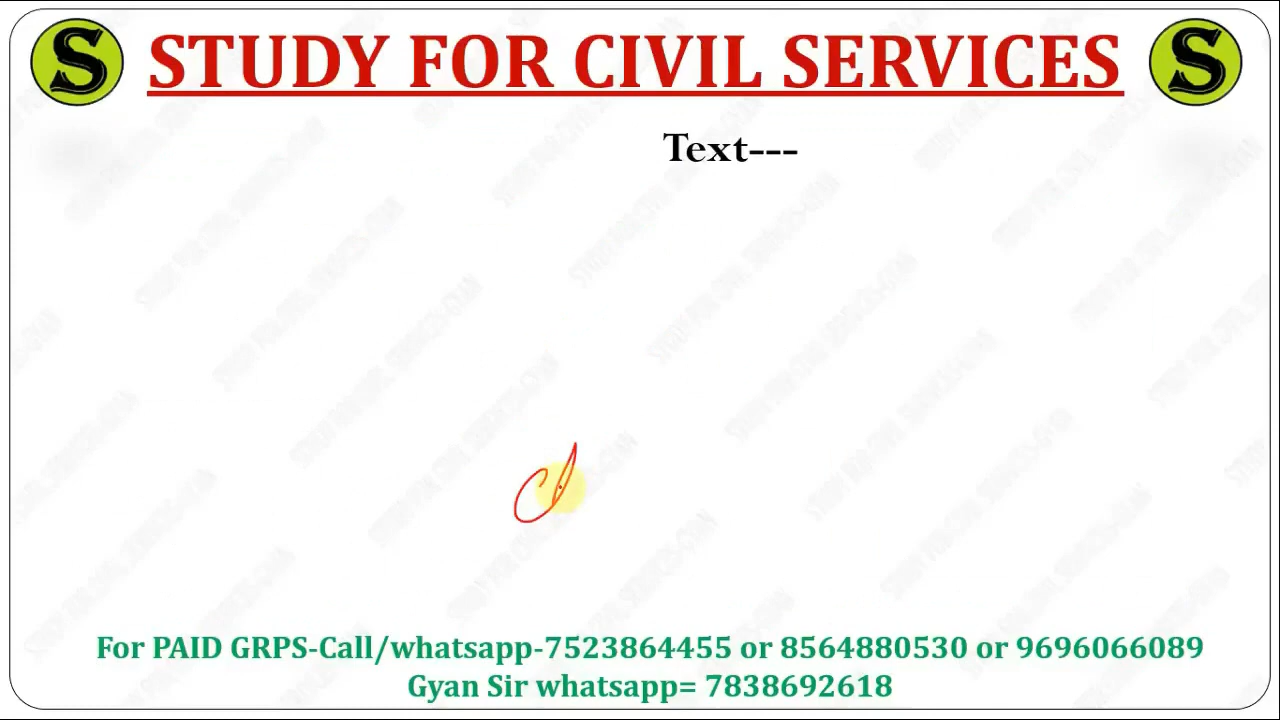 S STUDY FOR CIVIL SERVICES S
Text---
For PAID GRPS-Call/whatsapp-7523864455 or 8564880530 or 9696066089
Gyan Sir whatsapp= 7838692618